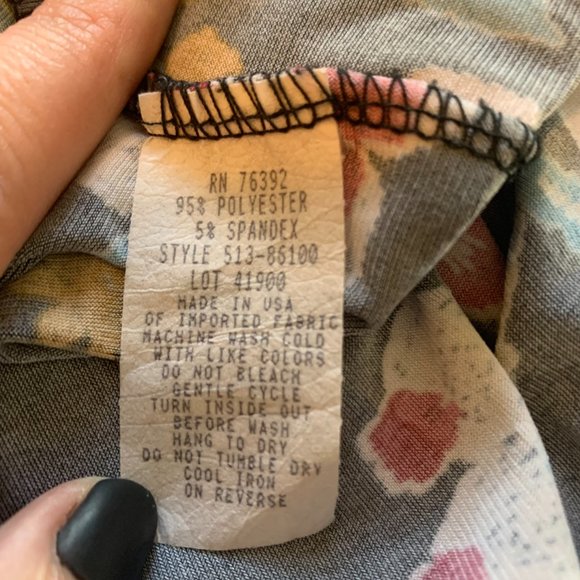 RN 76392
95% POLYESTER
5% SPANDEX
STYLE 513-86100
LOT 41900
MADE IN USA
OF IMPORTED FABRIC
MACHINE WASH COLD
WITH LIKE COLORS
DO NOT BLEACH
GENTLE CYCLE
TURN INSIDE OUT
BEFORE WASH
HANG TO DRY
DO NOT TUMBLE DRY
COOL IRON
ON REVERSE